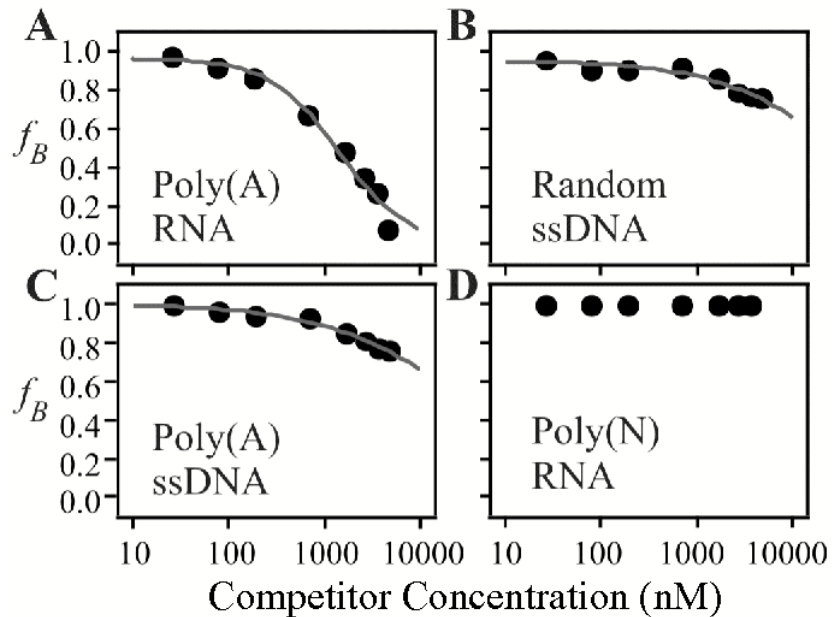 A
B
1.0
0.8
0.6
0.4
0.2
0.0
f_B
Poly(A)
RNA
Random
ssDNA
C
D
1.0
0.8
0.6
0.4
0.2
0.0
f_B
Poly(A)
ssDNA
Poly(N)
RNA
10 100 1000 10000
10 100 1000 10000
Competitor Concentration (nM)